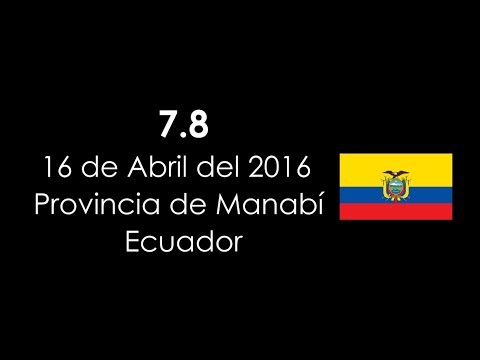 7.8
16 de Abril del 2016
Provincia de Manabí
Ecuador